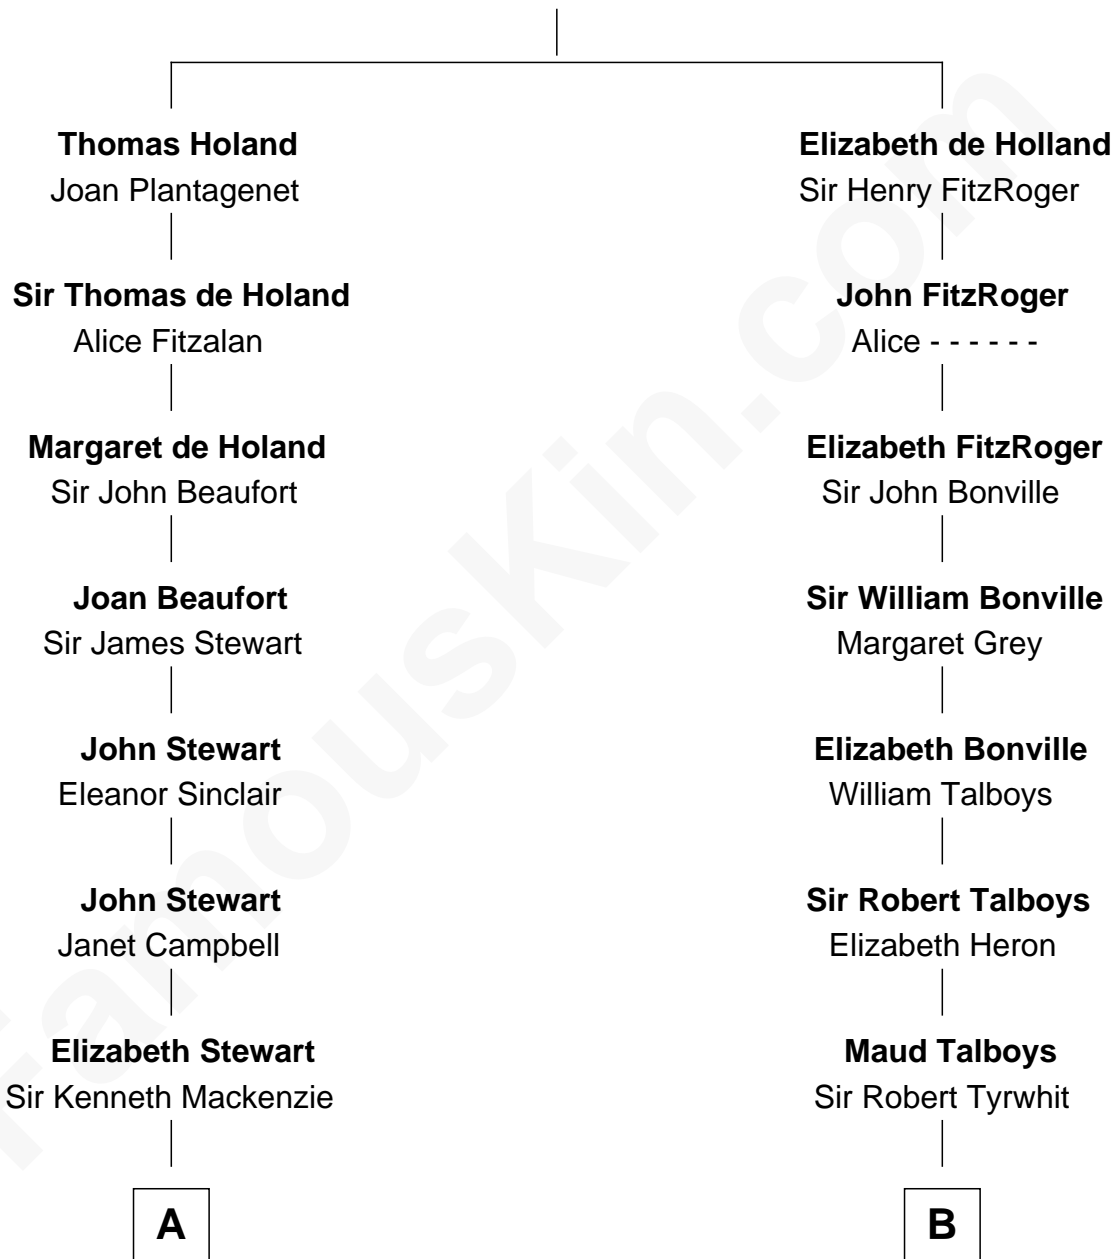 Thomas Holand
Joan Plantagenet
Sir Thomas de Holand
Alice Fitzalan
Margaret de Holand
Sir John Beaufort
Joan Beaufort
Sir James Stewart
John Stewart
Eleanor Sinclair
John Stewart
Janet Campbell
Elizabeth Stewart
Sir Kenneth Mackenzie
A
Elizabeth de Holland
Sir Henry FitzRoger
John FitzRoger
Alice - - - - - -
Elizabeth FitzRoger
Sir John Bonville
Sir William Bonville
Margaret Grey
Elizabeth Bonville
William Talboys
Sir Robert Talboys
Elizabeth Heron
Maud Talboys
Sir Robert Tyrwhit
B
FamousKin.com